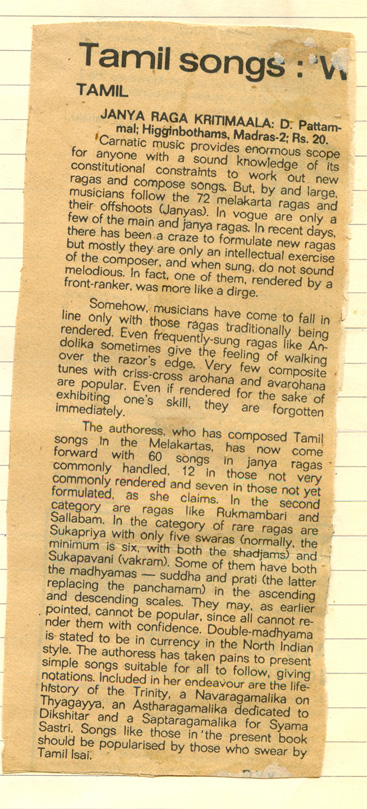 Tamil songs : W
TAMIL
JANYA RAGA KRITIMAALA: D. Pattam-
mal; Higginbothams, Madras-2; Rs. 20.
Carnatic music provides enormous scope
for anyone with a sound knowledge of its
constitutional constraihts to work out new
ragas and compose songs. But, by and large,
musicians follow the 72 melakarta ragas and
their offshoots (Janyas). In vogue are only a
few of the main and janya ragas. In recent days,
there has been a craze to formulate new ragas
but mostly they are only an intellectual exercise
of the composer, and when sung, do not sound
melodious. In fact, one of them, rendered by a
front-ranker, was more like a dirge.
Somehow, musicians have come to fall in
line only with those ragas traditionally being
rendered. Even frequently-sung ragas like An-
dolika sometimes give the feeling of walking
over the razor's edge. Very few composite
tunes with criss-cross arohana and avarohana
are popular. Even if rendered for the sake of
exhibiting one's skill, they are forgotten
immediately.
The authoress, who has composed Tamil
songs in the Melakartas, has now come
forward with 60 songs in janya ragas
commonly handled, 12 in those not very
commonly rendered and seven in those not yet
formulated, as she claims. In the second
category are ragas like Rukmambari and
Sallabam. In the category of rare ragas are
Sukapriya with only five swaras (normally, the
minimum is six, with both the shadjams) and
Sukapavani (vakram). Some of them have both
the madhyamas — suddha and prati (the latter
replacing the panchamam) in the ascending
and descending scales. They may, as earlier
pointed, cannot be popular, since all cannot re-
nder them with confidence. Double-madhyama
is stated to be in currency in the North Indian
style. The authoress has taken pains to present
simple songs suitable for all to follow, giving
notations. Included in her endeavour are the life-
history of the Trinity, a Navaragamalika on
Thyagayya, an Astharagamalika dedicated to
Dikshitar and a Saptaragamalika for Syama
Sastri. Songs like those in the present book
should be popularised by those who swear by
Tamil Isai.